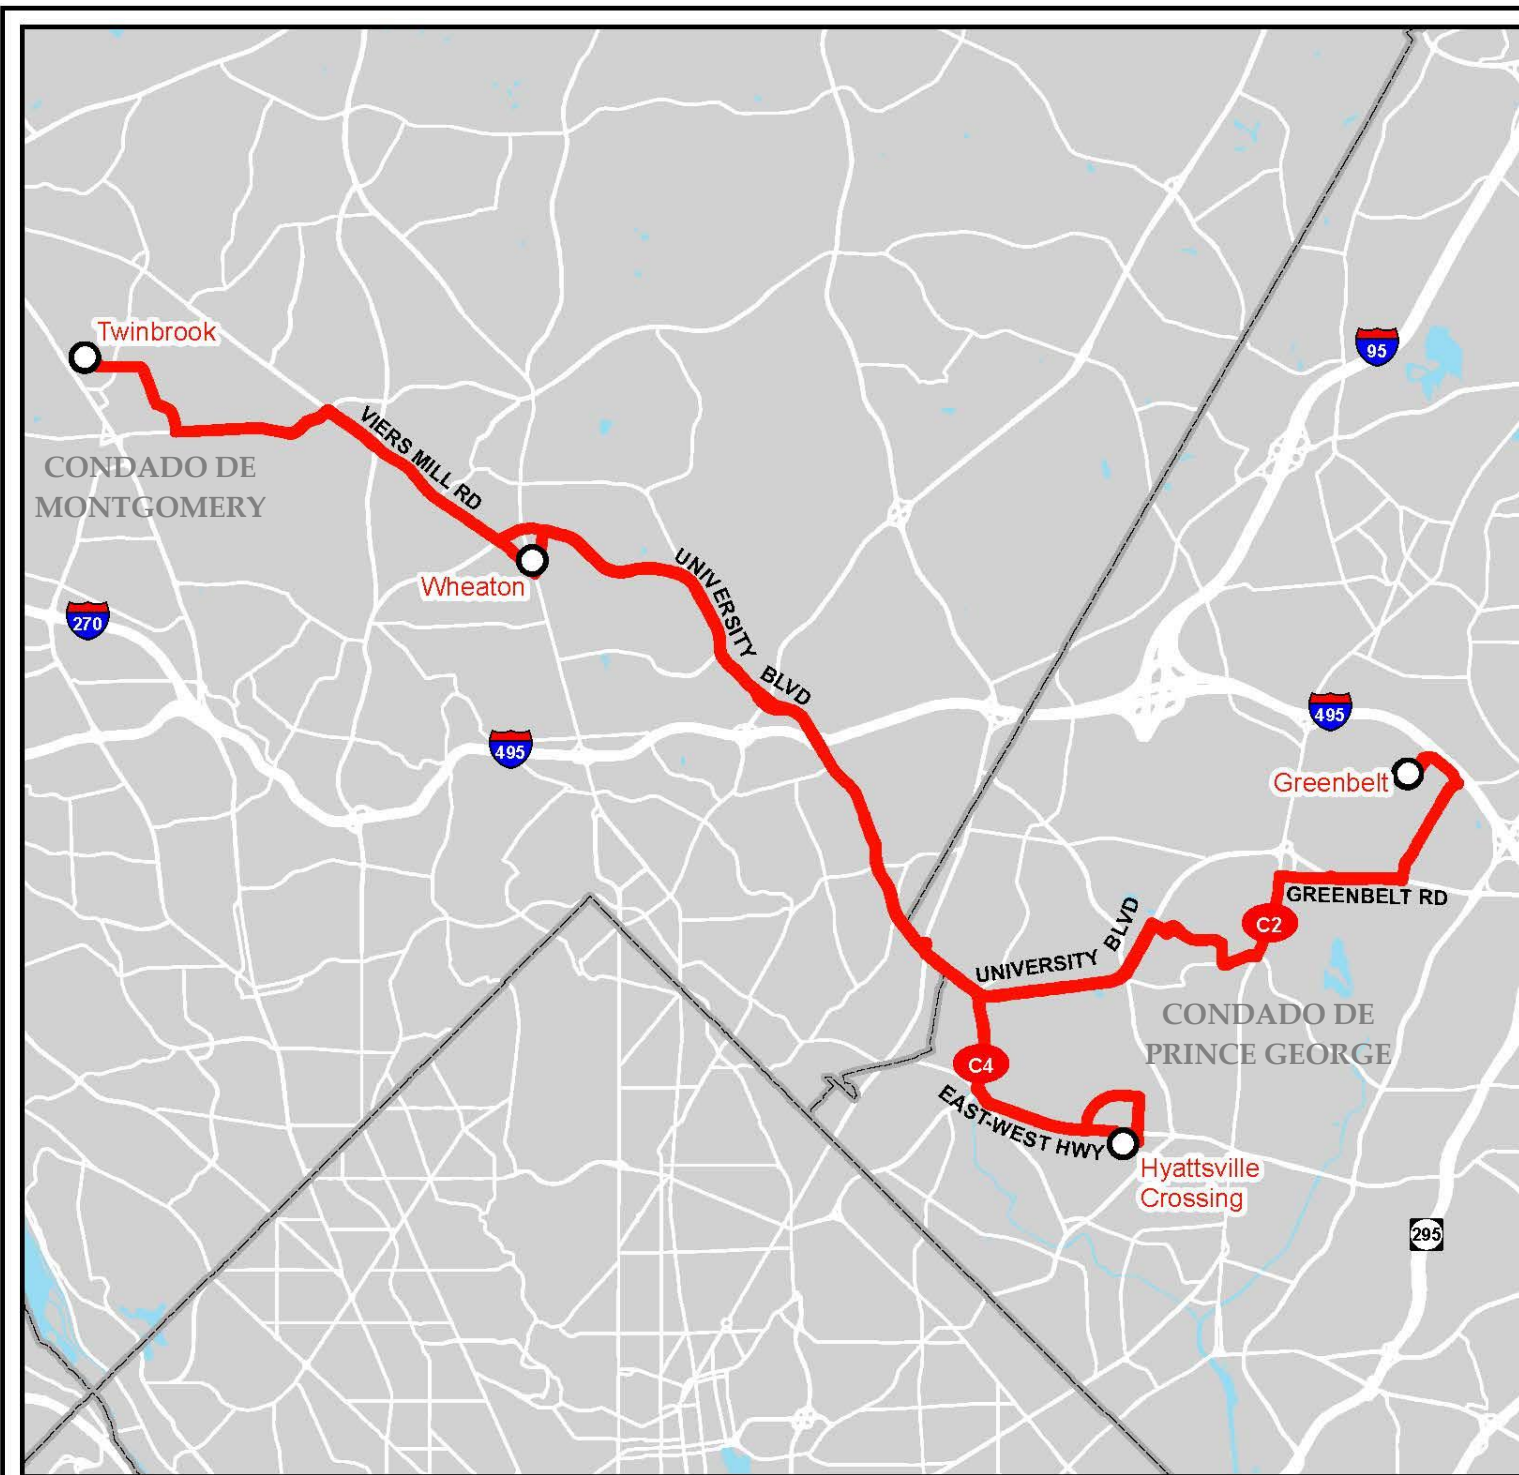 Twinbrook
95
VIERS MILL RD
CONDADO DE
MONTGOMERY
Wheaton
UNIVERSITY BLVD
270
495
495
Greenbelt
GREENBELT RD
C2
UNIVERSITY BLVD
CONDADO DE
PRINCE GEORGE
C4
EAST-WEST HWY
Hyattsville
Crossing
295